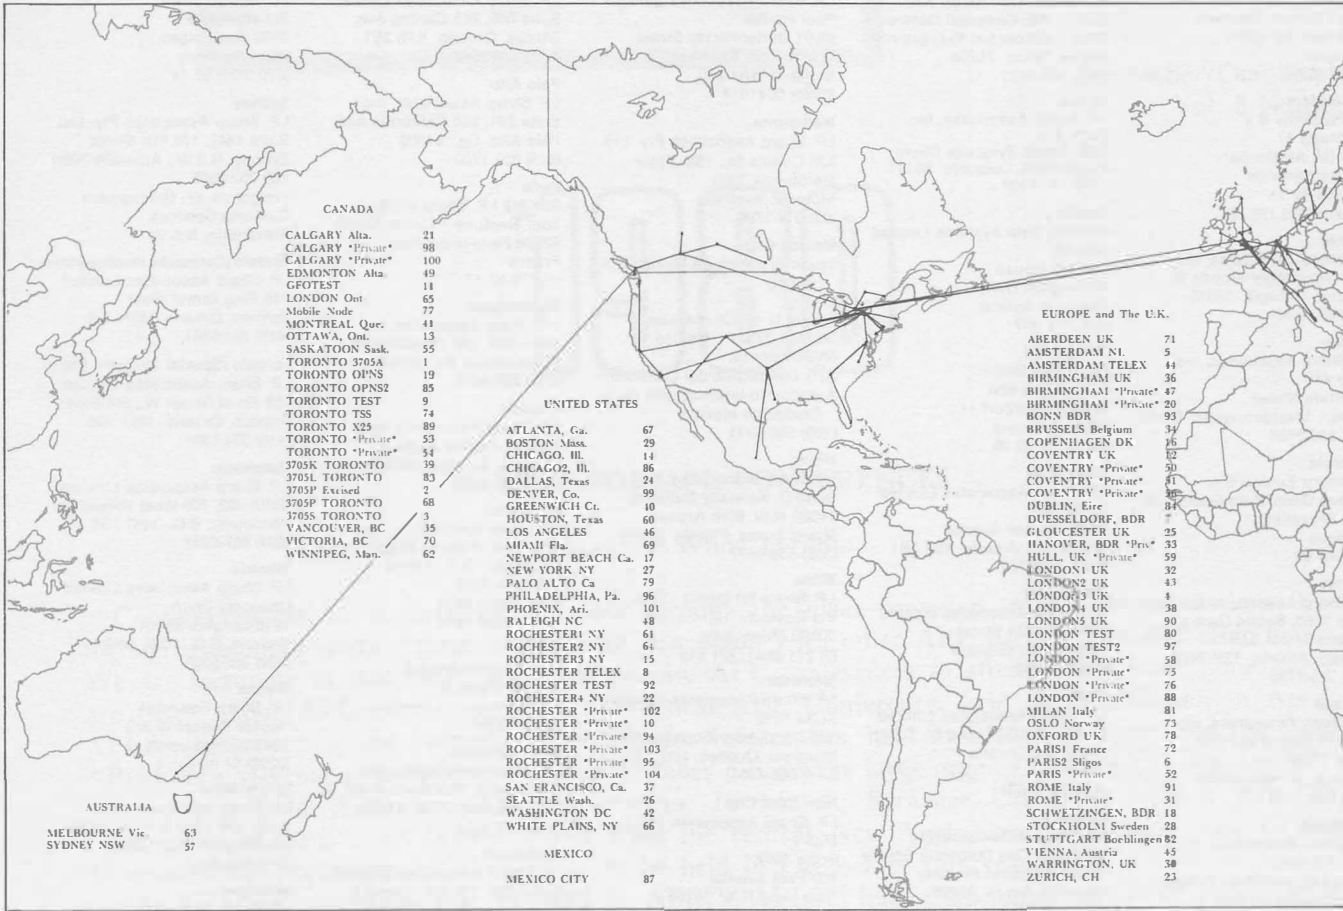 CANADA
CALGARY Alta. 21
CALGARY *Private* 98
CALGARY *Private* 100
EDMONTON Alta 49
GFOTEST 11
LONDON Ont 65
Mobile Node 77
MONTREAL Que. 41
OTTAWA, Ont. 13
SASKATOON Sask. 55
TORONTO 3705A 1
TORONTO OPNS 19
TORONTO OPNS2 85
TORONTO TEST 9
TORONTO TSS 74
TORONTO X25 89
TORONTO *Private* 53
TORONTO *Private* 54
3705K TORONTO 39
3705L TORONTO 83
3705P Excised 2
3705P TORONTO 68
3705S TORONTO 3
VANCOUVER, BC 35
VICTORIA, BC 70
WINNIPEG, Man. 62
AUSTRALIA
MELBOURNE Vic 63
SYDNEY NSW 57
UNITED STATES
ATLANTA, Ga. 67
BOSTON Mass. 29
CHICAGO. Ill. 14
CHICAGO2, Ill. 86
DALLAS, Texas 24
DENVER, Co. 99
GREENWICH Ct. 40
HOUSTON, Texas 60
LOS ANGELES 46
MIAMI Fla. 69
NEWPORT BEACH Ca. 17
NEW YORK NY 27
PALO ALTO Ca 79
PHILADELPHIA, Pa. 96
PHOENIX, Ari. 101
RALEIGH NC 48
ROCHESTER1 NY 61
ROCHESTER2 NY 64
ROCHESTER3 NY 15
ROCHESTER TELEX 8
ROCHESTER TEST 92
ROCHESTER4 NY 22
ROCHESTER *Private* 102
ROCHESTER *Private* 10
ROCHESTER *Private* 94
ROCHESTER *Private* 103
ROCHESTER *Private* 95
ROCHESTER *Private* 104
SAN FRANCISCO, Ca. 37
SEATTLE Wash. 26
WASHINGTON DC 42
WHITE PLAINS, NY 66
MEXICO
MEXICO CITY 87
EUROPE and The U.K.
ABERDEEN UK 71
AMSTERDAM NL 5
AMSTERDAM TELEX 44
BIRMINGHAM UK 36
BIRMINGHAM *Private* 47
BIRMINGHAM *Private* 20
BONN BDR 93
BRUSSELS Belgium 34
COPENHAGEN DK 16
COVENTRY UK 12
COVENTRY *Private* 50
COVENTRY *Private*
COVENTRY *Private*
DUBLIN, Eire 84
DUESSELDORF, BDR
GLOUCESTER UK 25
HANOVER, BDR *Priv* 33
HULL, UK *Private* 59
LONDON1 UK 32
LONDON2 UK 43
LONDON3 UK 4
LONDON4 UK 38
LONDON5 UK 90
LONDON TEST 80
LONDON TEST2 97
LONDON *Private* 58
LONDON *Private* 75
LONDON *Private* 76
LONDON *Private* 88
MILAN Italy 81
OSLO Norway 73
OXFORD UK 78
PARIS1 France 72
PARIS2 Sligos 6
PARIS *Private* 52
ROME Italy 91
ROME *Private* 31
SCHWETZINGEN, BDR 18
STOCKHOLM Sweden 28
STUTTGART Boeblingen 82
VIENNA, Austria 45
WARRINGTON, UK 30
ZURICH, CH 23